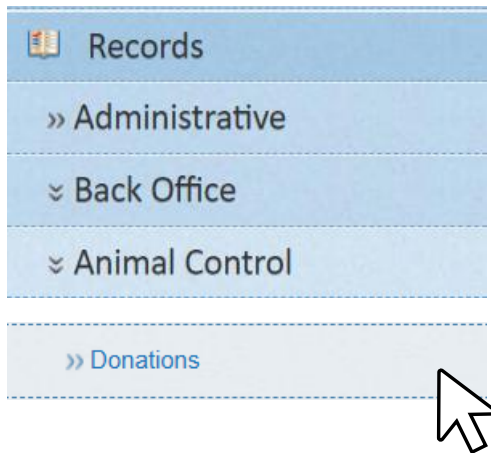 Records
» Administrative
Back Office
Animal Control
» Donations